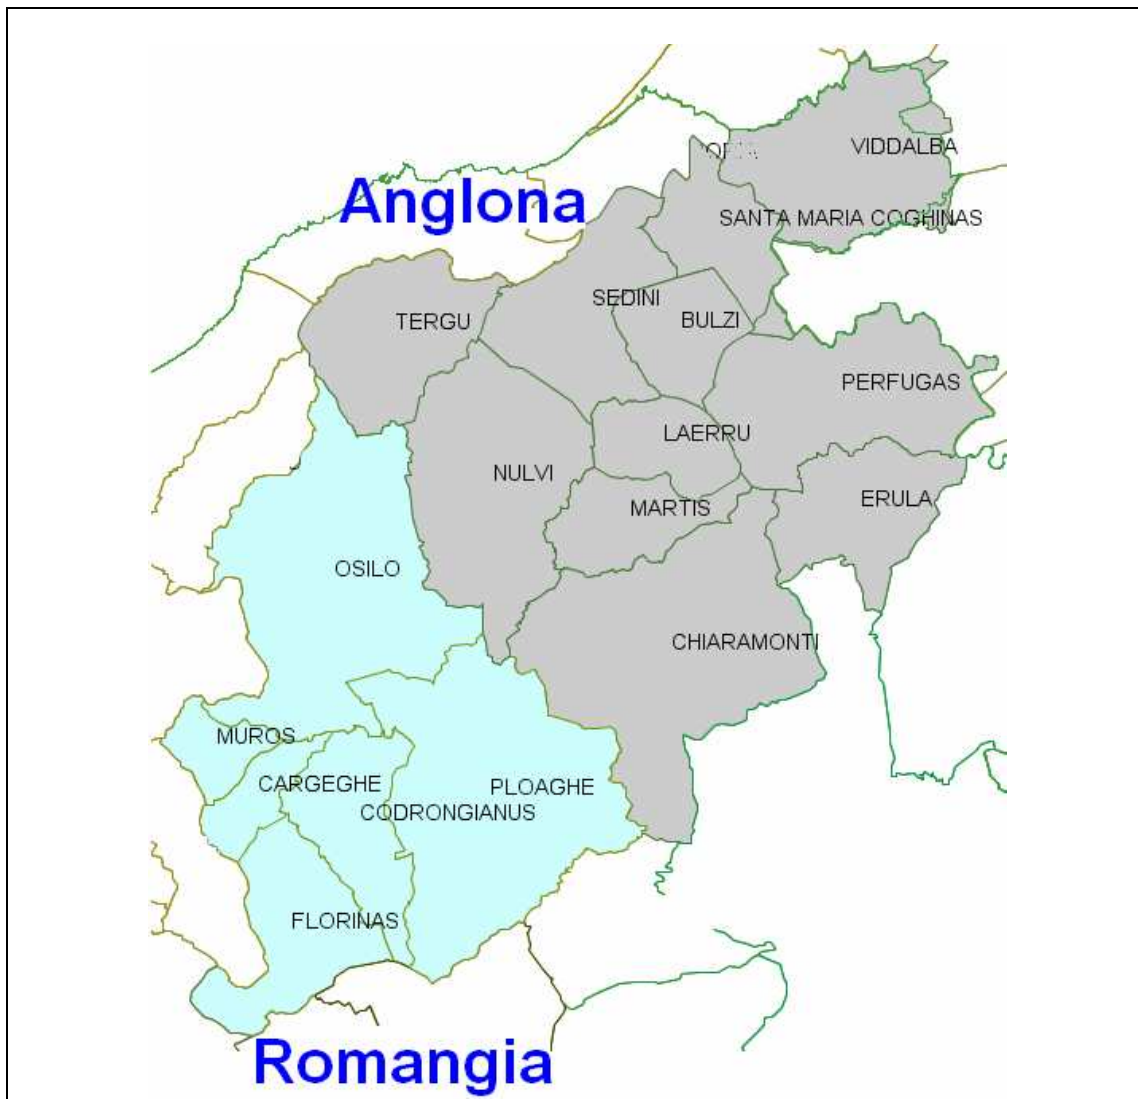 VIDDALBA
Anglona
SANTA MARIA COGHINAS
SEDINI
TERGU
BULZI
PERFUGAS
LAERRU
NULVI
MARTIS
ERULA
OSILO
CHIARAMONTI
MUROS
CARGEGHE
PLOAGHE
CODRONGIANUS
FLORINAS
Romangia